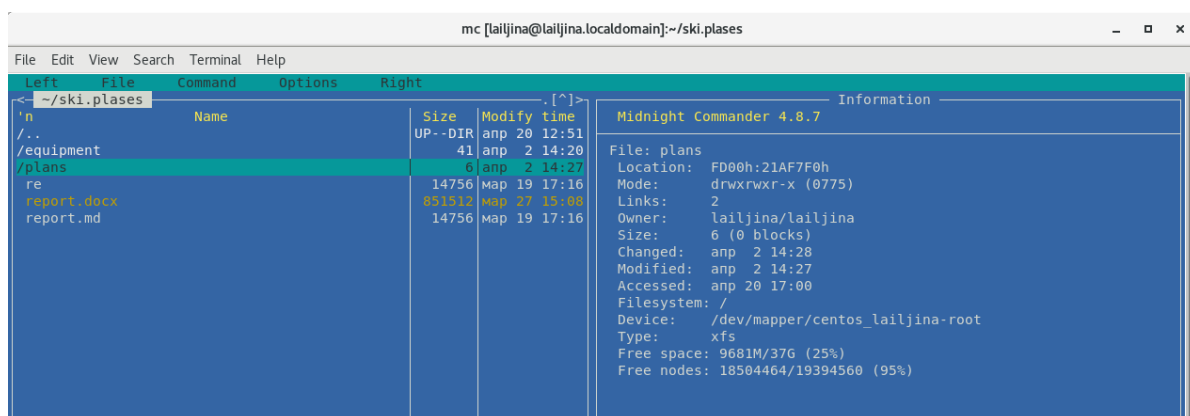 mc [lailjina@lailjina.localdomain]:~/ski.plases
File Edit View Search Terminal Help
Left File Command Options Right
<- ~/ski.plases .[^]>
'n Name Size Modify time
/.. UP--DIR апр 20 12:51
/equipment 41 апр 2 14:20
/plans 6 апр 2 14:27
re 14756 мар 19 17:16
report.docx 851512 мар 27 15:08
report.md 14756 мар 19 17:16
Information
Midnight Commander 4.8.7
File: plans
Location: FD00h:21AF7F0h
Mode: drwxrwxr-x (0775)
Links: 2
Owner: lailjina/lailjina
Size: 6 (0 blocks)
Changed: апр 2 14:28
Modified: апр 2 14:27
Accessed: апр 20 17:00
Filesystem: /
Device: /dev/mapper/centos_lailjina-root
Type: xfs
Free space: 9681M/37G (25%)
Free nodes: 18504464/19394560 (95%)